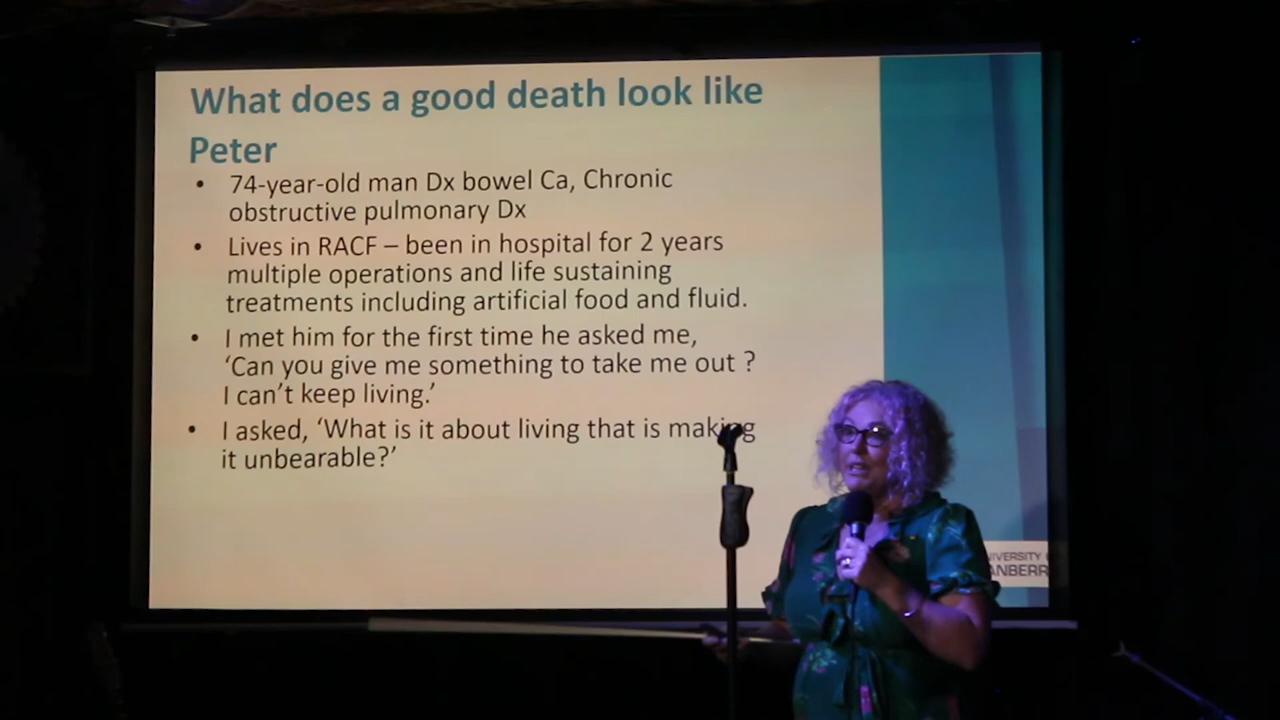 What does a good death look like
Peter
• 74-year-old man Dx bowel Ca, Chronic
obstructive pulmonary Dx
• Lives in RACF – been in hospital for 2 years
multiple operations and life sustaining
treatments including artificial food and fluid.
• I met him for the first time he asked me,
‘Can you give me something to take me out ?
I can’t keep living.’
• I asked, ‘What is it about living that is making
it unbearable?’